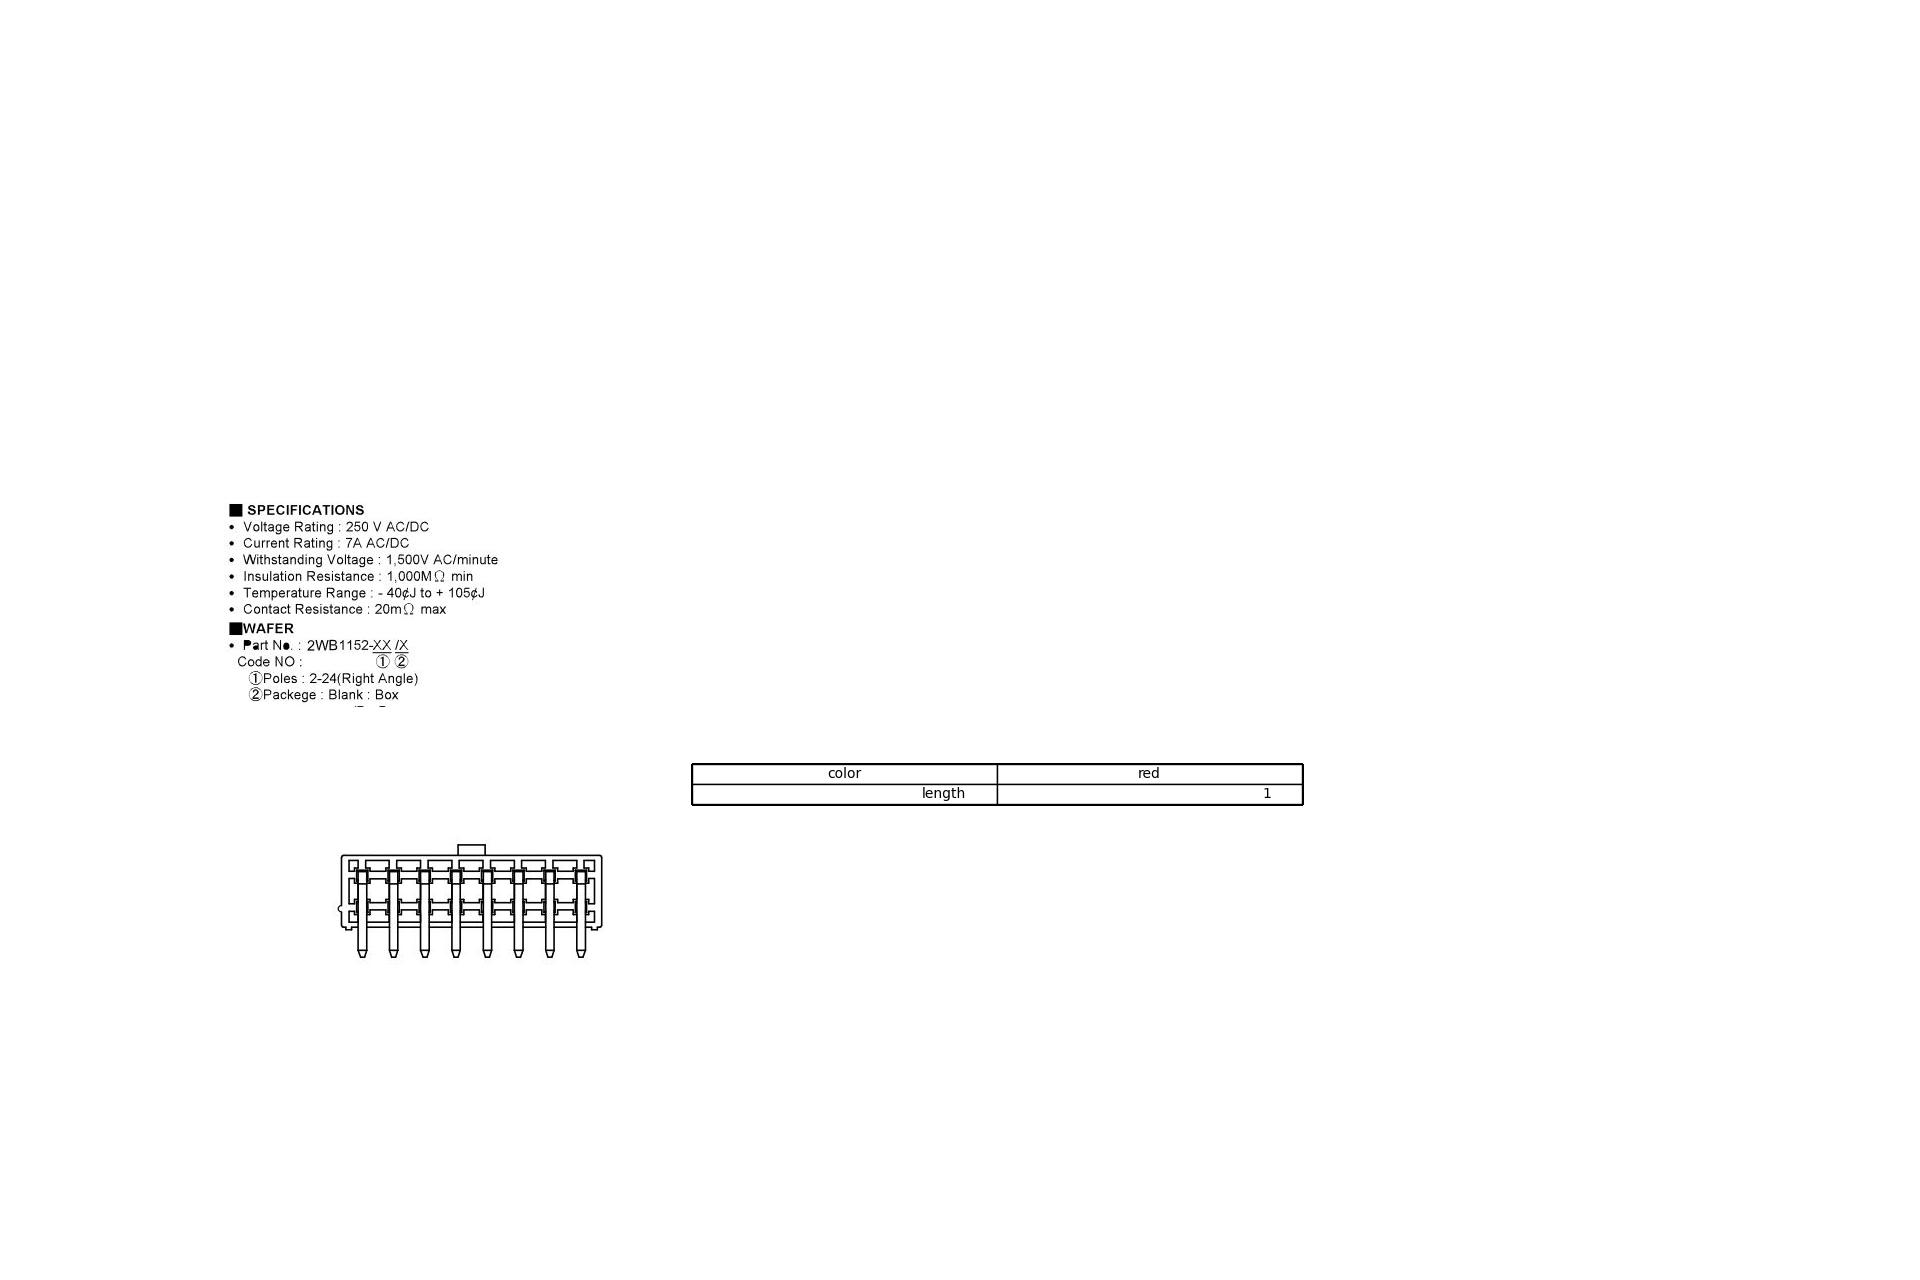 ■ SPECIFICATIONS
• Voltage Rating : 250 V AC/DC
• Current Rating : 7A AC/DC
• Withstanding Voltage : 1,500V AC/minute
• Insulation Resistance : 1,000MΩ min
• Temperature Range : - 40¢J to + 105¢J
• Contact Resistance : 20mΩ max
■WAFER
• Part No. : 2WB1152-XX /X
Code NO : ① ②
①Poles : 2-24(Right Angle)
②Packege : Blank : Box
color red
length 1